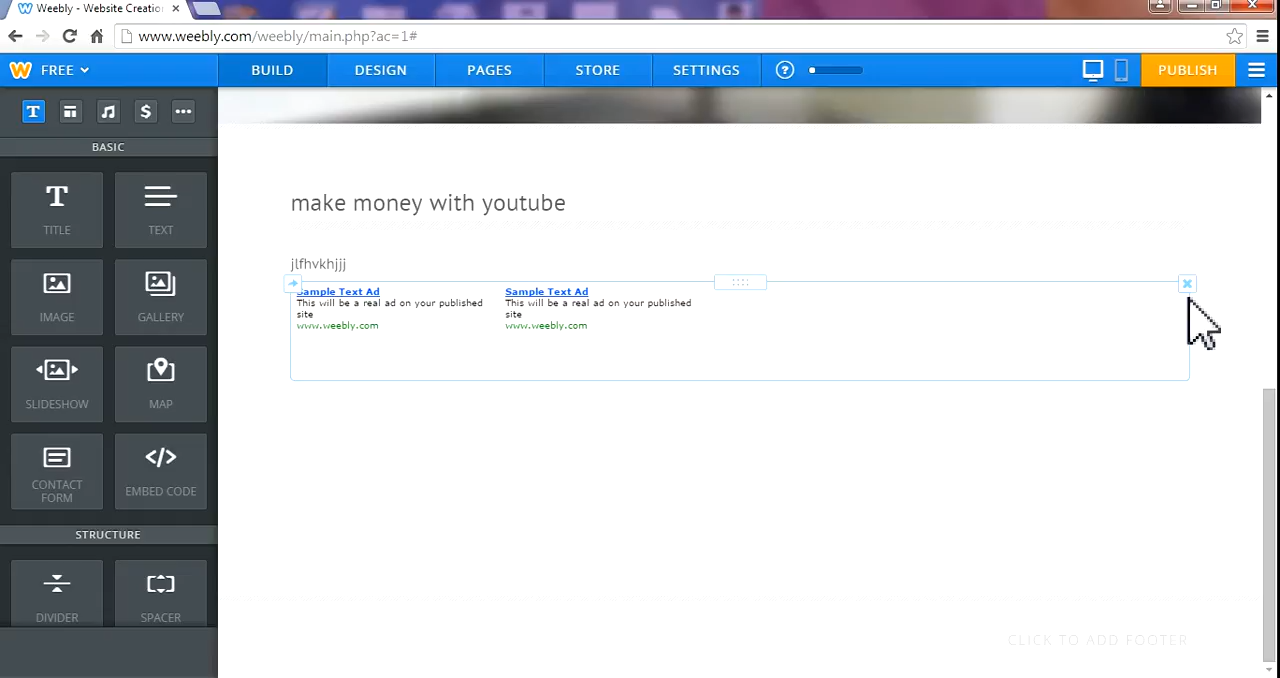 Weebly - Website Creation
www.weebly.com/weebly/main.php?ac=1#
FREE
BUILD
DESIGN
PAGES
STORE
SETTINGS
?
PUBLISH
T
$
BASIC
TITLE
TEXT
IMAGE
GALLERY
SLIDESHOW
MAP
CONTACT
FORM
EMBED CODE
STRUCTURE
DIVIDER
SPACER
make money with youtube
jlfhvkhjjj
Sample Text Ad
This will be a real ad on your published
site
www.weebly.com
Sample Text Ad
This will be a real ad on your published
site
www.weebly.com
CLICK TO ADD FOOTER